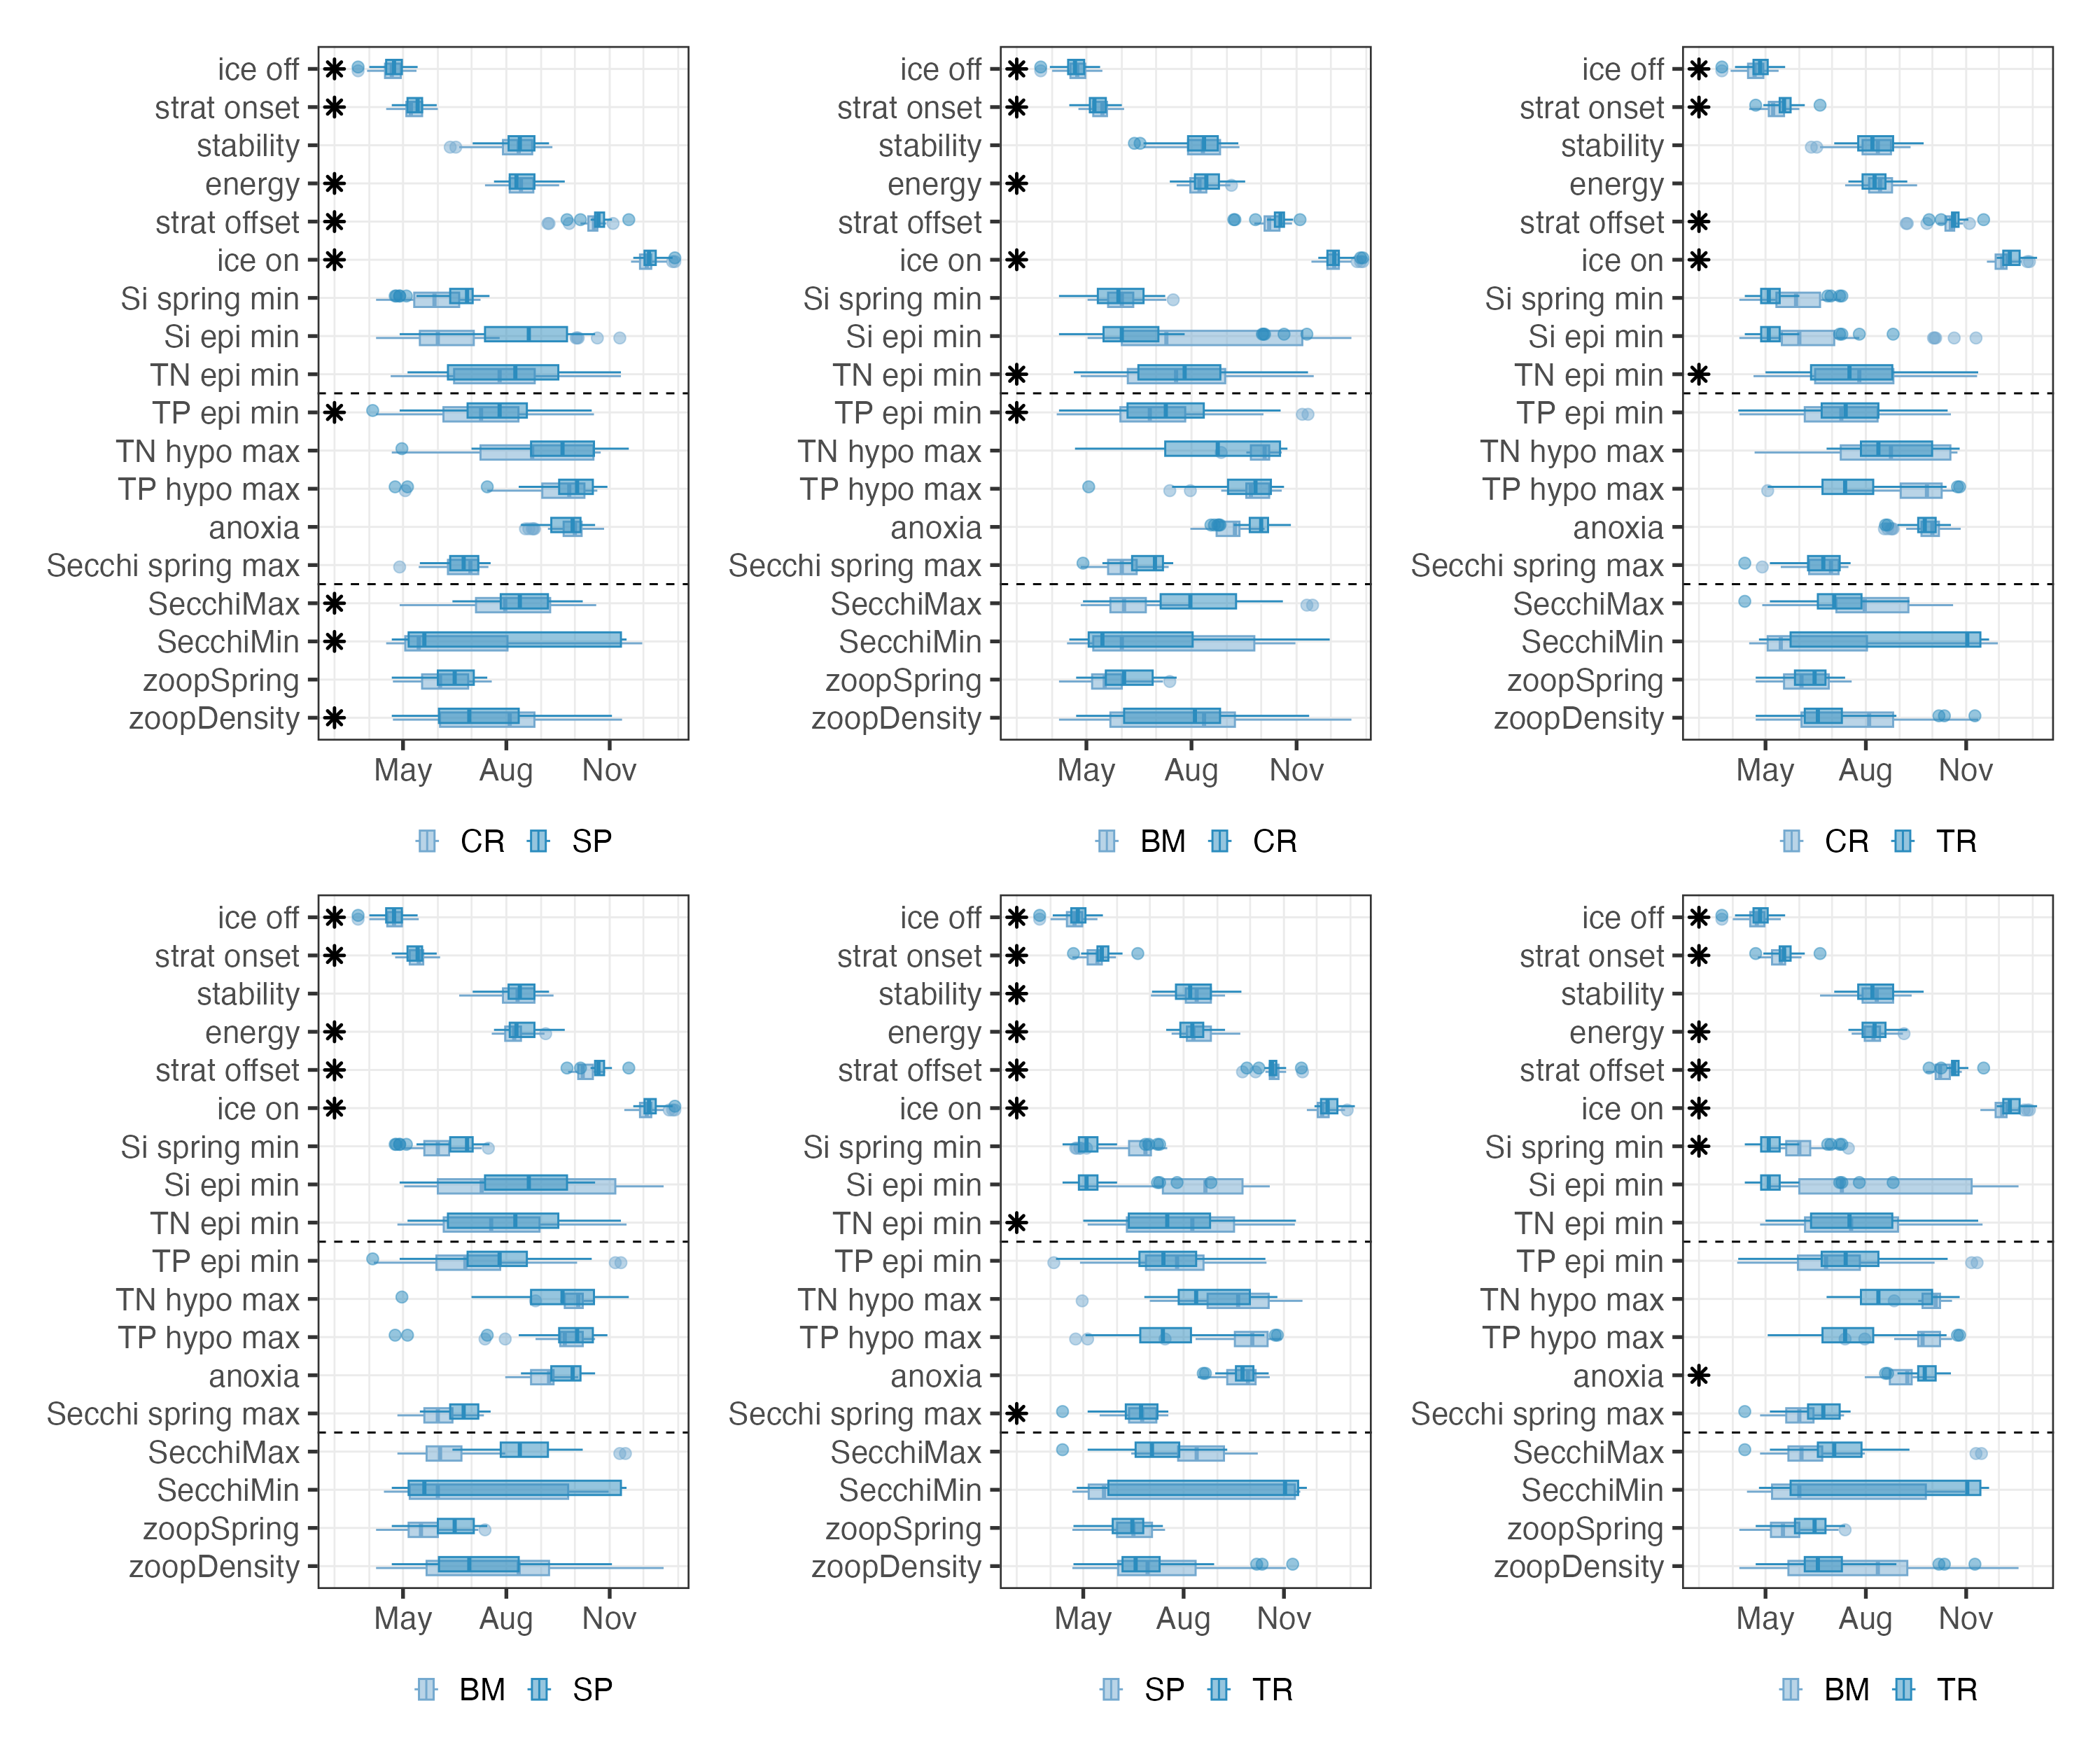 ice off
strat onset
stability
energy
strat offset
ice on
Si spring min
Si epi min
TN epi min
TP epi min
TN hypo max
TP hypo max
anoxia
Secchi spring max
SecchiMax
SecchiMin
zoopSpring
zoopDensity
May Aug Nov
CR SP
ice off
strat onset
stability
energy
strat offset
ice on
Si spring min
Si epi min
TN epi min
TP epi min
TN hypo max
TP hypo max
anoxia
Secchi spring max
SecchiMax
SecchiMin
zoopSpring
zoopDensity
May Aug Nov
BM CR
ice off
strat onset
stability
energy
strat offset
ice on
Si spring min
Si epi min
TN epi min
TP epi min
TN hypo max
TP hypo max
anoxia
Secchi spring max
SecchiMax
SecchiMin
zoopSpring
zoopDensity
May Aug Nov
CR TR
ice off
strat onset
stability
energy
strat offset
ice on
Si spring min
Si epi min
TN epi min
TP epi min
TN hypo max
TP hypo max
anoxia
Secchi spring max
SecchiMax
SecchiMin
zoopSpring
zoopDensity
May Aug Nov
BM SP
ice off
strat onset
stability
energy
strat offset
ice on
Si spring min
Si epi min
TN epi min
TP epi min
TN hypo max
TP hypo max
anoxia
Secchi spring max
SecchiMax
SecchiMin
zoopSpring
zoopDensity
May Aug Nov
SP TR
ice off
strat onset
stability
energy
strat offset
ice on
Si spring min
Si epi min
TN epi min
TP epi min
TN hypo max
TP hypo max
anoxia
Secchi spring max
SecchiMax
SecchiMin
zoopSpring
zoopDensity
May Aug Nov
BM TR